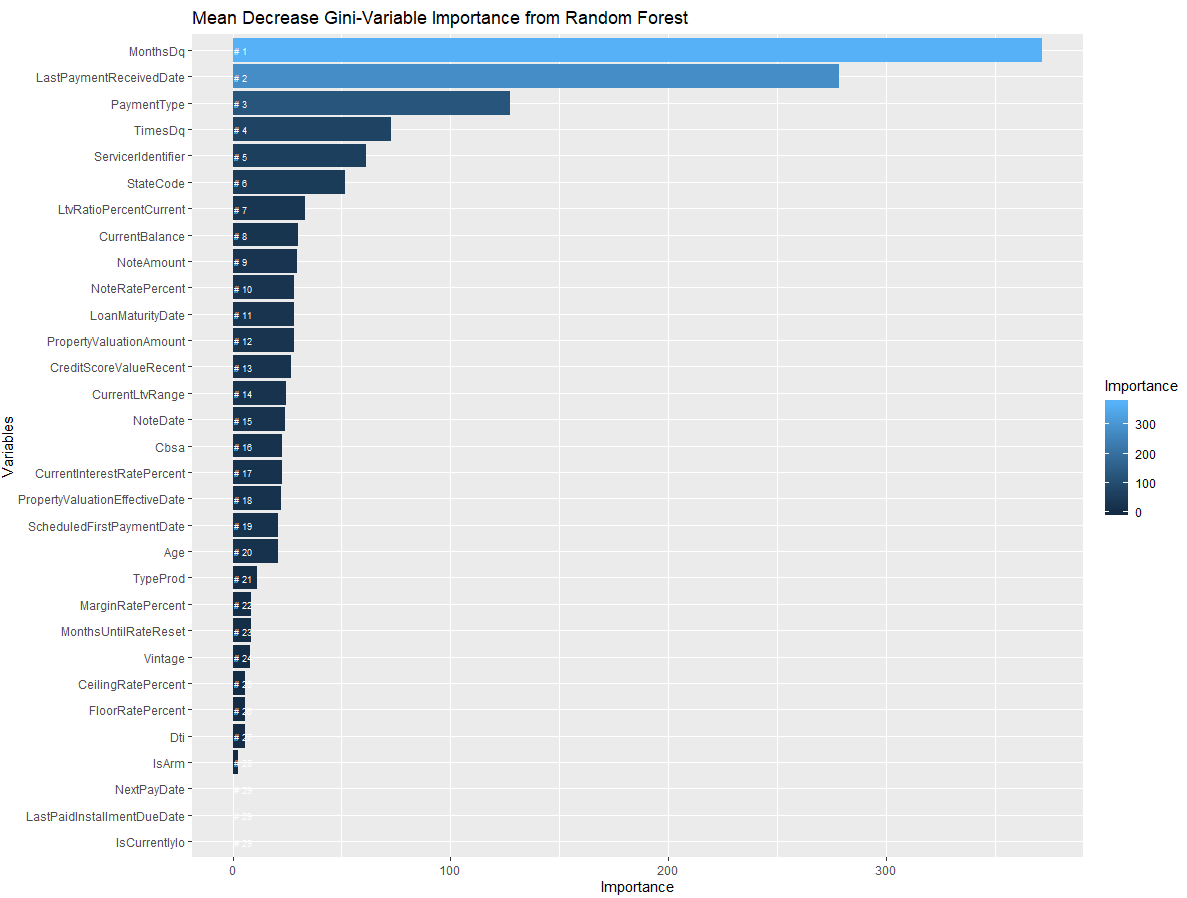 Mean Decrease Gini-Variable Importance from Random Forest
Variables
MonthsDq
# 1
LastPaymentReceivedDate
# 2
PaymentType
# 3
TimesDq
# 4
ServicerIdentifier
# 5
StateCode
# 6
LtvRatioPercentCurrent
# 7
CurrentBalance
# 8
NoteAmount
# 9
NoteRatePercent
# 10
LoanMaturityDate
# 11
PropertyValuationAmount
# 12
CreditScoreValueRecent
# 13
CurrentLtvRange
# 14
NoteDate
# 15
Cbsa
# 16
CurrentInterestRatePercent
# 17
PropertyValuationEffectiveDate
# 18
ScheduledFirstPaymentDate
# 19
Age
# 20
TypeProd
# 21
MarginRatePercent
# 22
MonthsUntilRateReset
# 23
Vintage
# 24
CeilingRatePercent
FloorRatePercent
Dti
IsArm
NextPayDate
# 29
LastPaidInstallmentDueDate
# 29
IsCurrentlyIo
# 29
0
100
200
300
Importance
Importance
300
200
100
0